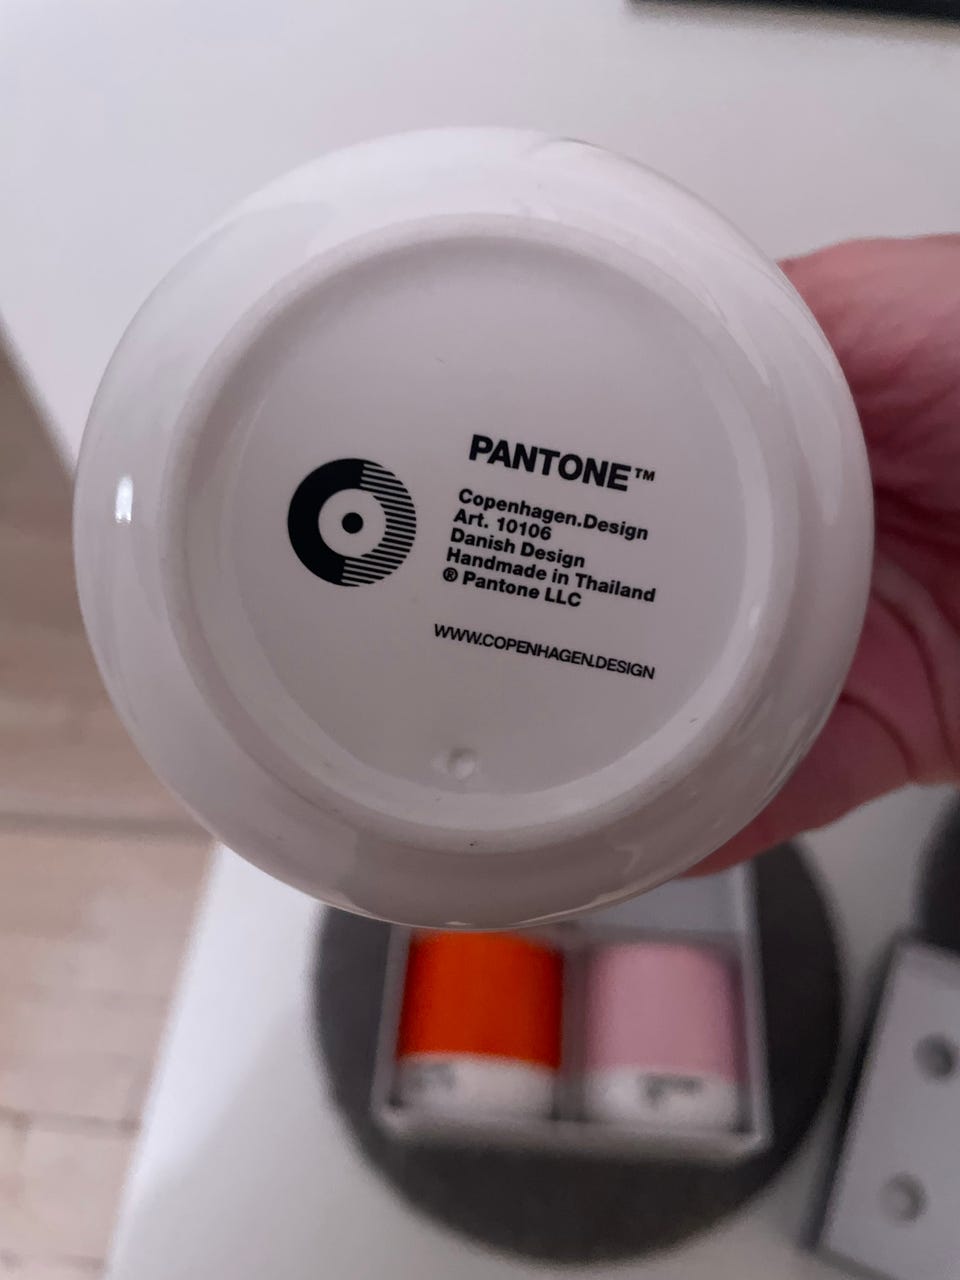 PANTONE™
Copenhagen.Design
Art. 10106
Danish Design
Handmade in Thailand
® Pantone LLC
WWW.COPENHAGEN.DESIGN